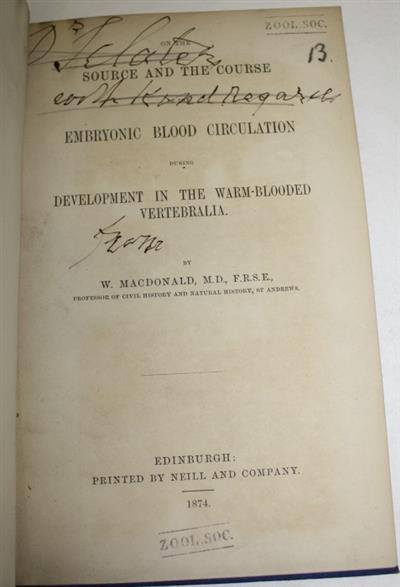 ZOOL. SOC.
ON THE
Dr Sclater
13.
SOURCE AND THE COURSE
with kind regards
EMBRYONIC BLOOD CIRCULATION
DURING
DEVELOPMENT IN THE WARM-BLOODED
VERTEBRALIA.
from
BY
W. MACDONALD, M.D., F.R.S.E.,
PROFESSOR OF CIVIL HISTORY AND NATURAL HISTORY, ST ANDREWS.
EDINBURGH:
PRINTED BY NEILL AND COMPANY.
1874.
ZOOL. SOC.